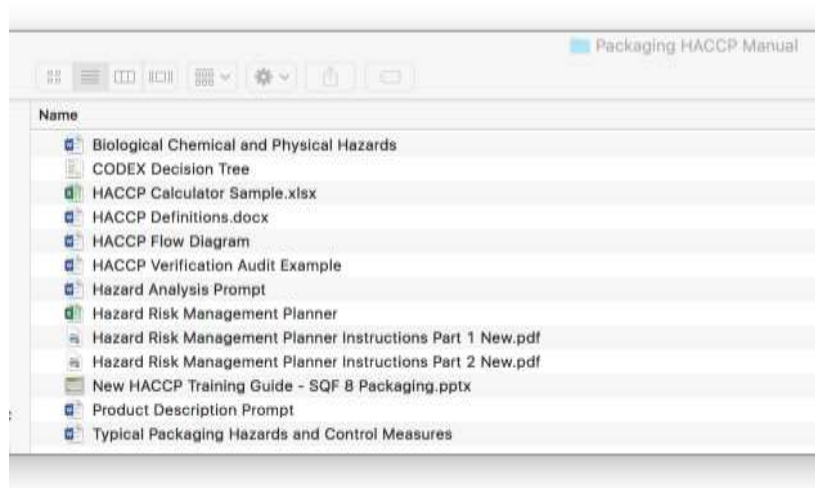 Packaging HACCP Manual
Name
Biological Chemical and Physical Hazards
CODEX Decision Tree
HACCP Calculator Sample.xlsx
HACCP Definitions.docx
HACCP Flow Diagram
HACCP Verification Audit Example
Hazard Analysis Prompt
Hazard Risk Management Planner
Hazard Risk Management Planner Instructions Part 1 New.pdf
Hazard Risk Management Planner Instructions Part 2 New.pdf
New HACCP Training Guide - SQF 8 Packaging.pptx
Product Description Prompt
Typical Packaging Hazards and Control Measures